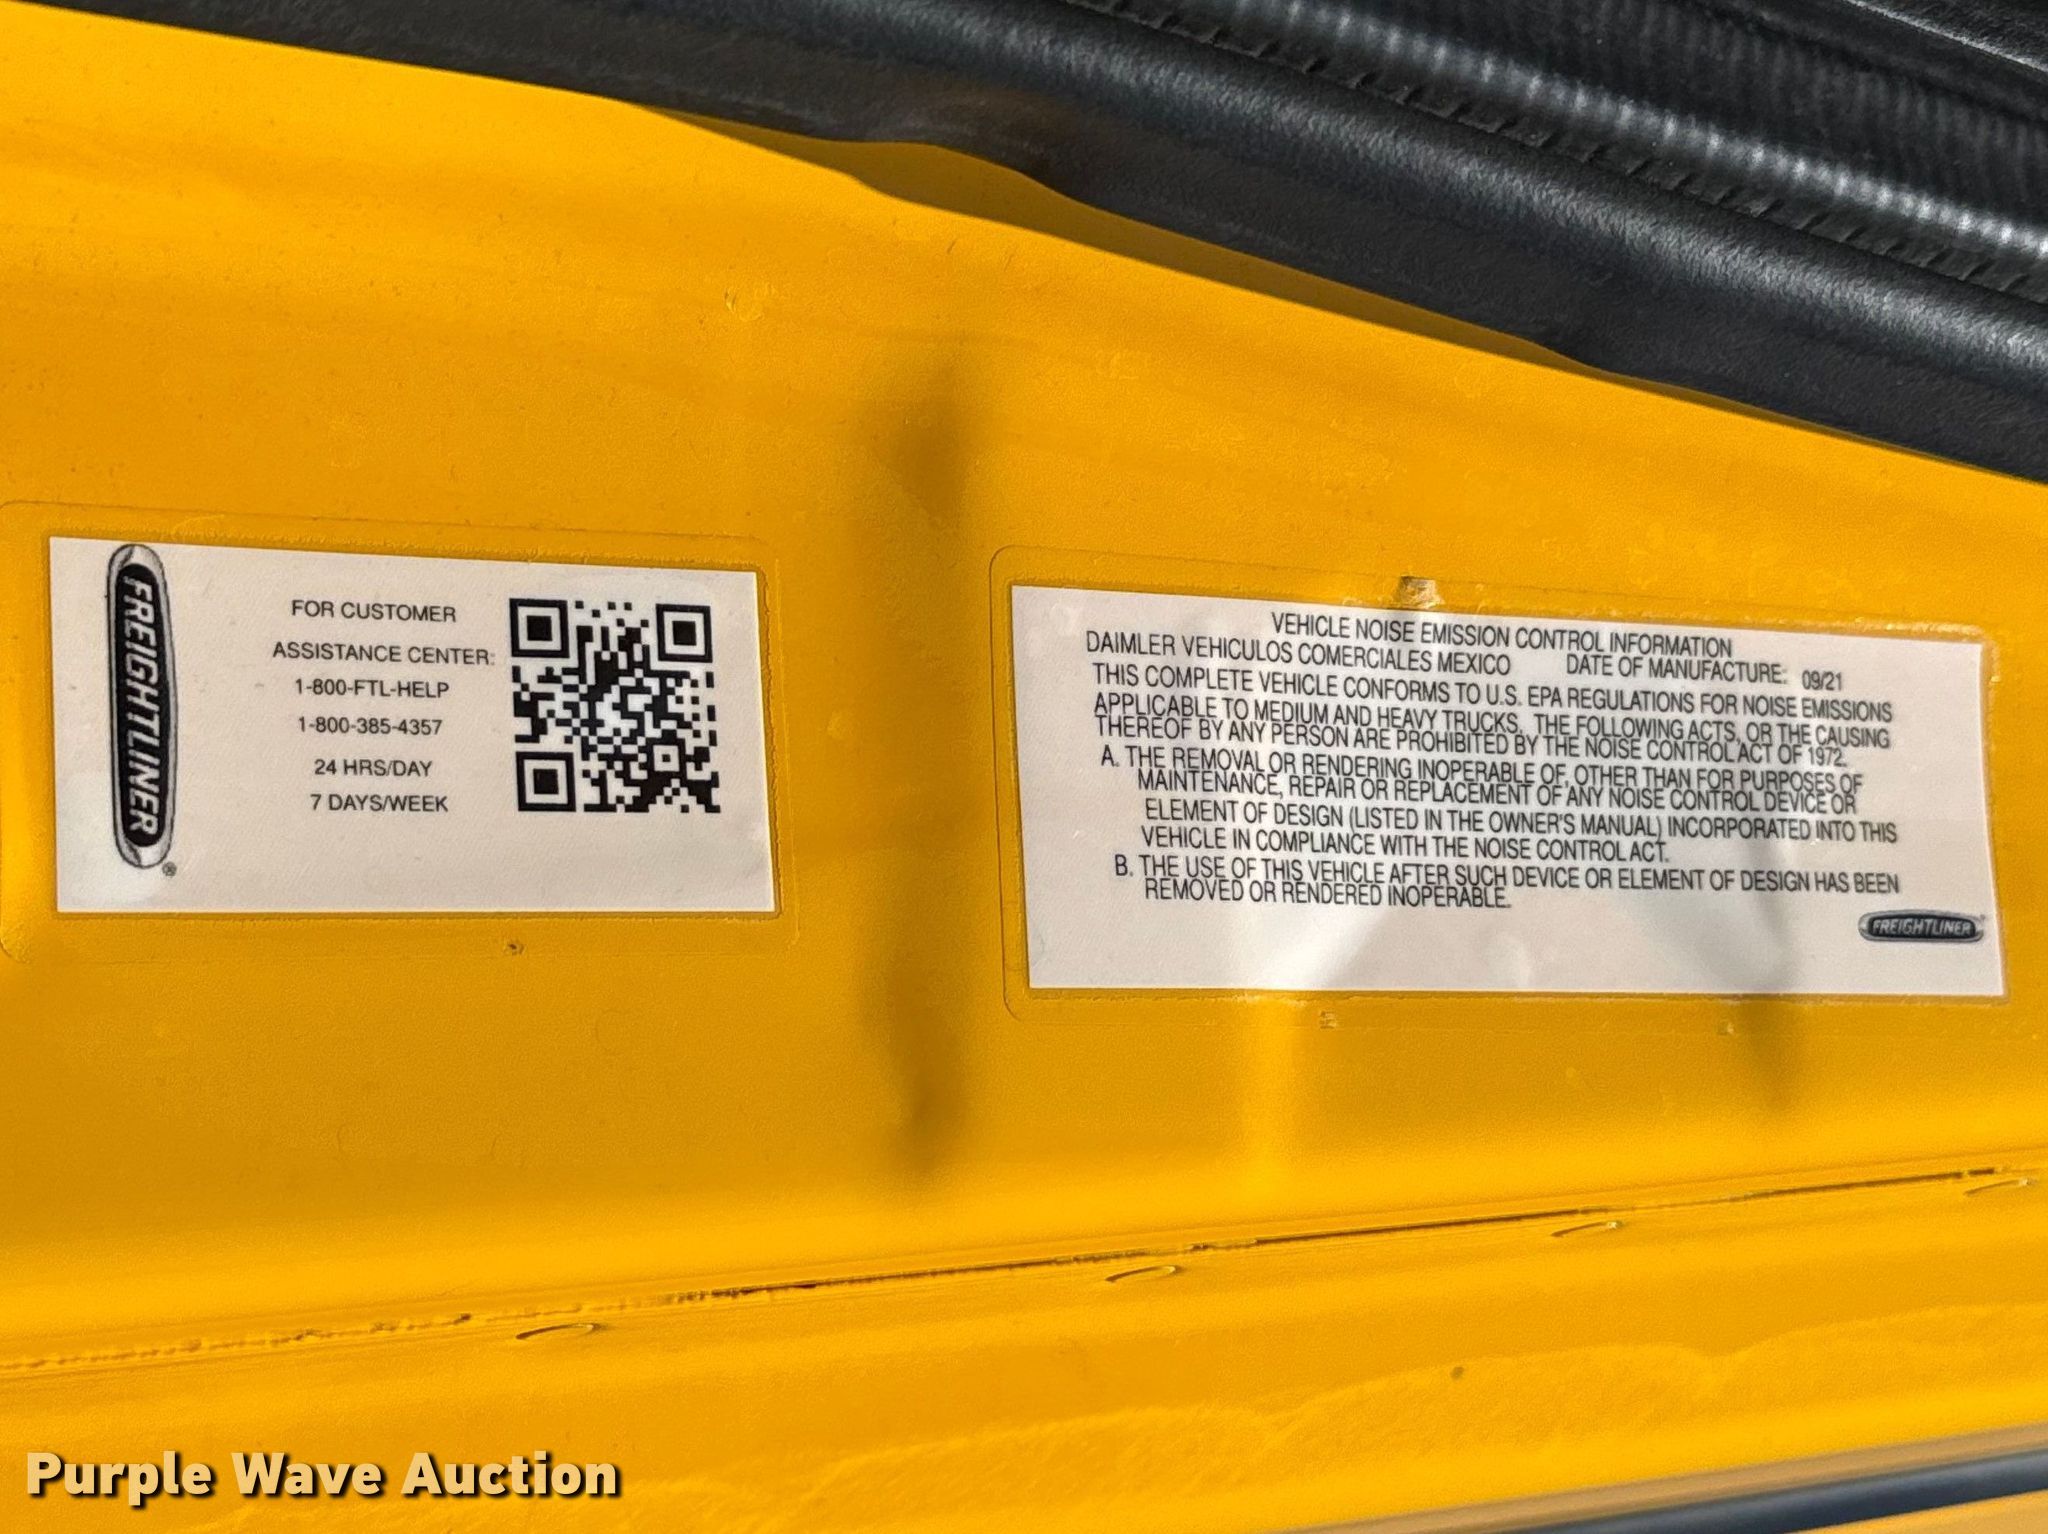 FREIGHTLINER®
FOR CUSTOMER
ASSISTANCE CENTER:
1-800-FTL-HELP
1-800-385-4357
24 HRS/DAY
7 DAYS/WEEK
VEHICLE NOISE EMISSION CONTROL INFORMATION
DAIMLER VEHICULOS COMERCIALES MEXICO DATE OF MANUFACTURE: 09/21
THIS COMPLETE VEHICLE CONFORMS TO U.S. EPA REGULATIONS FOR NOISE EMISSIONS
APPLICABLE TO MEDIUM AND HEAVY TRUCKS. THE FOLLOWING ACTS, OR THE CAUSING
THEREOF BY ANY PERSON ARE PROHIBITED BY THE NOISE CONTROL ACT OF 1972.
A. THE REMOVAL OR RENDERING INOPERABLE OF, OTHER THAN FOR PURPOSES OF
MAINTENANCE, REPAIR OR REPLACEMENT OF ANY NOISE CONTROL DEVICE OR
ELEMENT OF DESIGN (LISTED IN THE OWNER'S MANUAL) INCORPORATED INTO THIS
VEHICLE IN COMPLIANCE WITH THE NOISE CONTROL ACT.
B. THE USE OF THIS VEHICLE AFTER SUCH DEVICE OR ELEMENT OF DESIGN HAS BEEN
REMOVED OR RENDERED INOPERABLE.
FREIGHTLINER
Purple Wave Auction